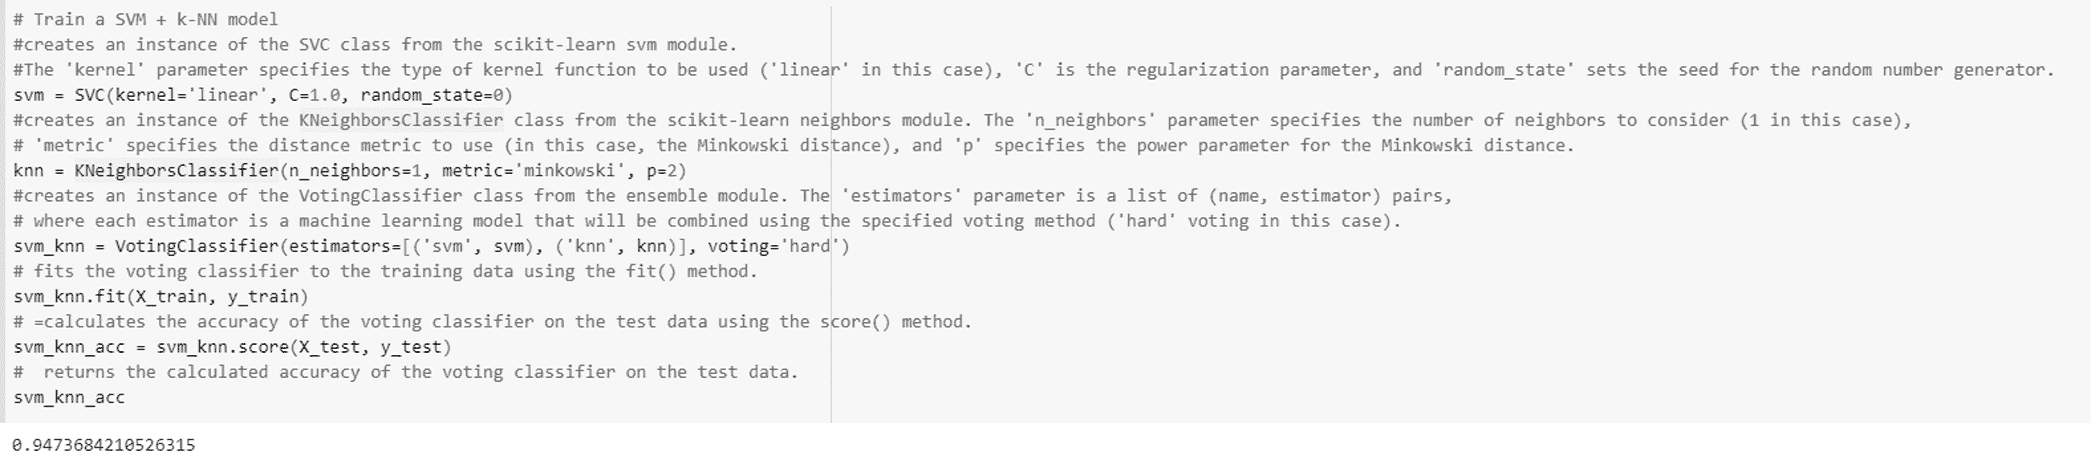 # Train a SVM + k-NN model
#creates an instance of the SVC class from the scikit-learn svm module.
#The 'kernel' parameter specifies the type of kernel function to be used ('linear' in this case), 'C' is the regularization parameter, and 'random_state' sets the seed for the random number generator.
svm = SVC(kernel='linear', C=1.0, random_state=0)
#creates an instance of the KNeighborsClassifier class from the scikit-learn neighbors module. The 'n_neighbors' parameter specifies the number of neighbors to consider (1 in this case),
# 'metric' specifies the distance metric to use (in this case, the Minkowski distance), and 'p' specifies the power parameter for the Minkowski distance.
knn = KNeighborsClassifier(n_neighbors=1, metric='minkowski', p=2)
#creates an instance of the VotingClassifier class from the ensemble module. The 'estimators' parameter is a list of (name, estimator) pairs,
# where each estimator is a machine learning model that will be combined using the specified voting method ('hard' voting in this case).
svm_knn = VotingClassifier(estimators=[('svm', svm), ('knn', knn)], voting='hard')
# fits the voting classifier to the training data using the fit() method.
svm_knn.fit(X_train, y_train)
# =calculates the accuracy of the voting classifier on the test data using the score() method.
svm_knn_acc = svm_knn.score(X_test, y_test)
#  returns the calculated accuracy of the voting classifier on the test data.
svm_knn_acc
0.9473684210526315